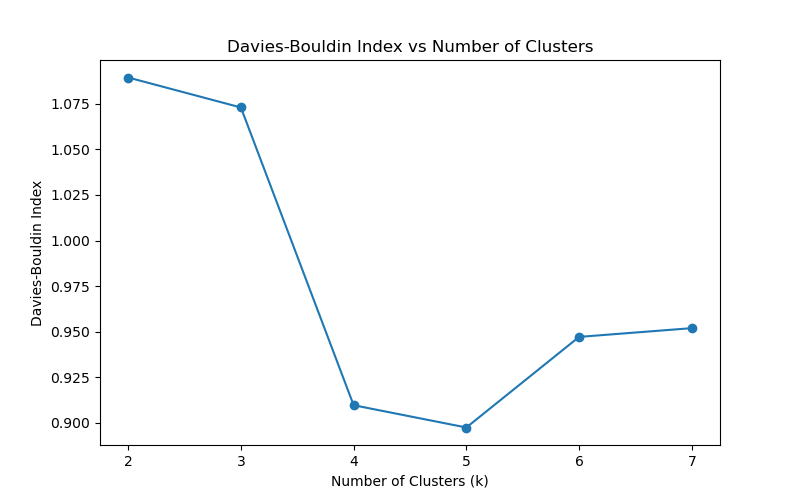 Davies-Bouldin Index vs Number of Clusters
Davies-Bouldin Index
1.075
1.050
1.025
1.000
0.975
0.950
0.925
0.900
2 3 4 5 6 7
Number of Clusters (k)